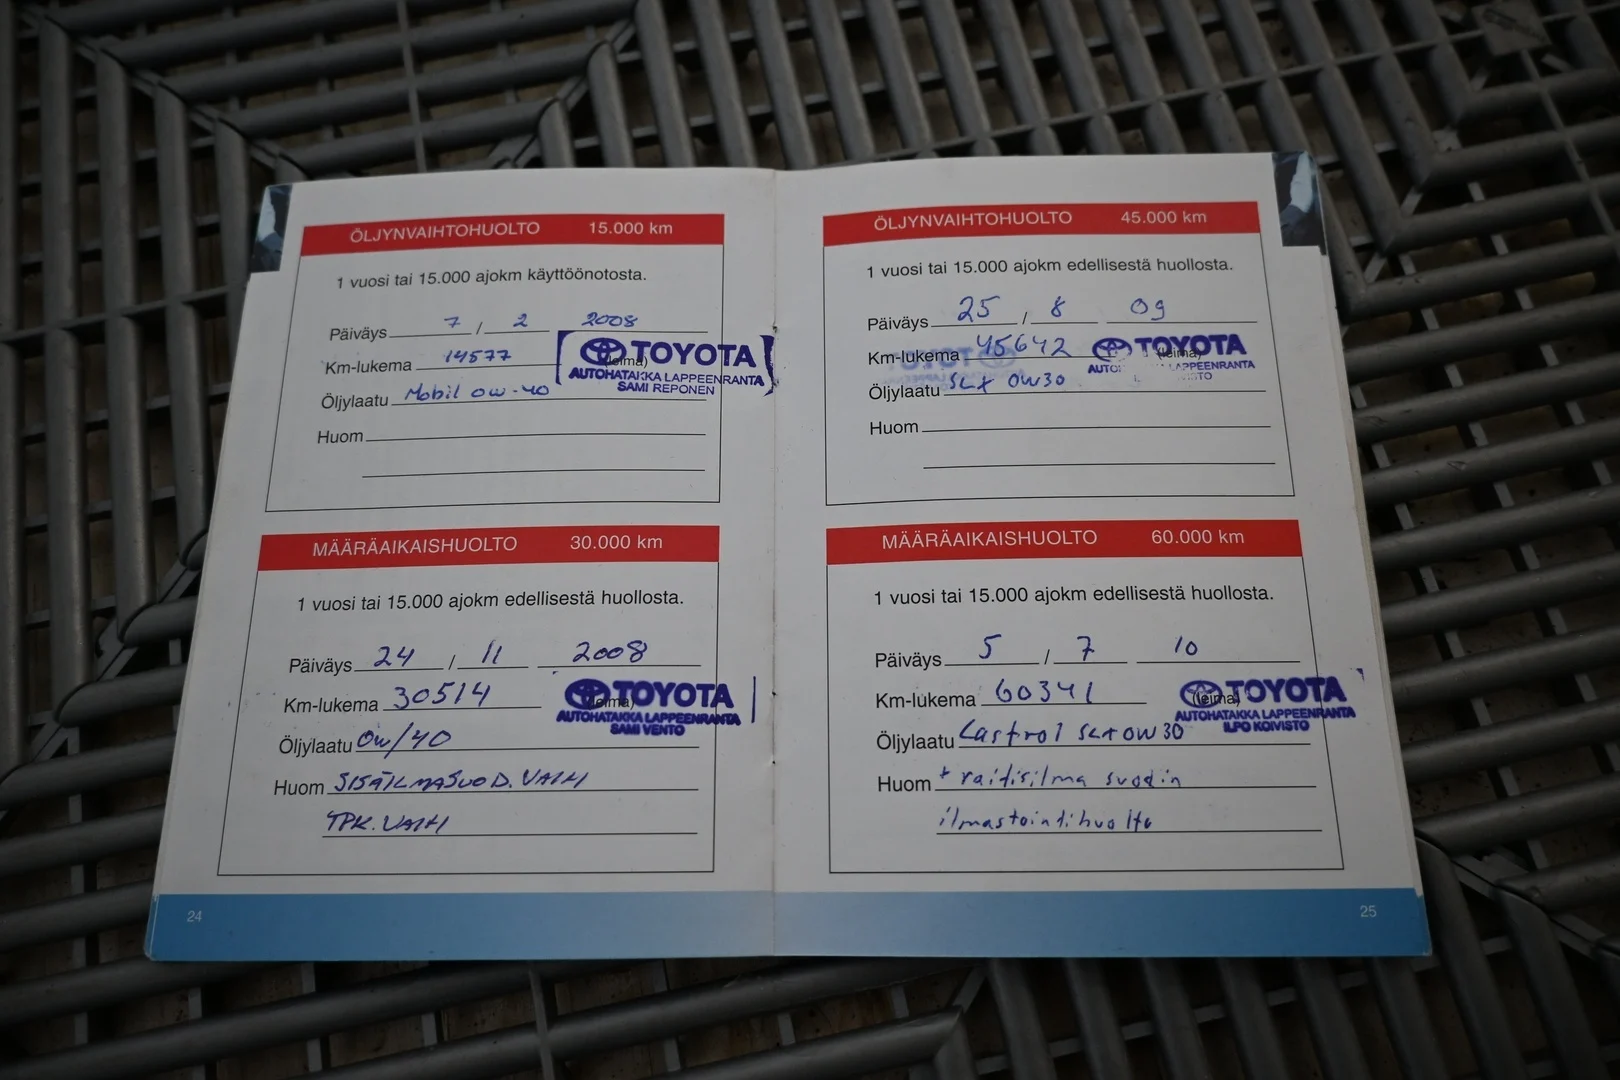 ÖLJYNVAIHTOHUOLTO 15.000 km
1 vuosi tai 15.000 ajokm käyttöönotosta.
Päiväys 7 / 2 2008
Km-lukema 14577 (leima) TOYOTA
AUTOHATAKKA LAPPEENRANTA
SAMI REPONEN
Öljylaatu Mobil 0w-40
Huom
MÄÄRÄAIKAISHUOLTO 30.000 km
1 vuosi tai 15.000 ajokm edellisestä huollosta.
Päiväys 24 / 11 2008
Km-lukema 30514 (leima) TOYOTA
AUTOHATAKKA LAPPEENRANTA
SAMI VENTO
Öljylaatu 0W/40
Huom SISÄILMASUOD. VAIH
TPK. VAIH
24
ÖLJYNVAIHTOHUOLTO 45.000 km
1 vuosi tai 15.000 ajokm edellisestä huollosta.
Päiväys 25 / 8 09
Km-lukema 45642 (leima) TOYOTA
LAPPEENRANTA
Öljylaatu SLX 0W30
Huom
MÄÄRÄAIKAISHUOLTO 60.000 km
1 vuosi tai 15.000 ajokm edellisestä huollosta.
Päiväys 5 / 7 10
Km-lukema 60341 (leima) TOYOTA
AUTOHATAKKA LAPPEENRANTA
ILPO KOIVISTO
Öljylaatu Castrol SLX 0W30
Huom + raitisilma suodin
ilmastointihuolto
25